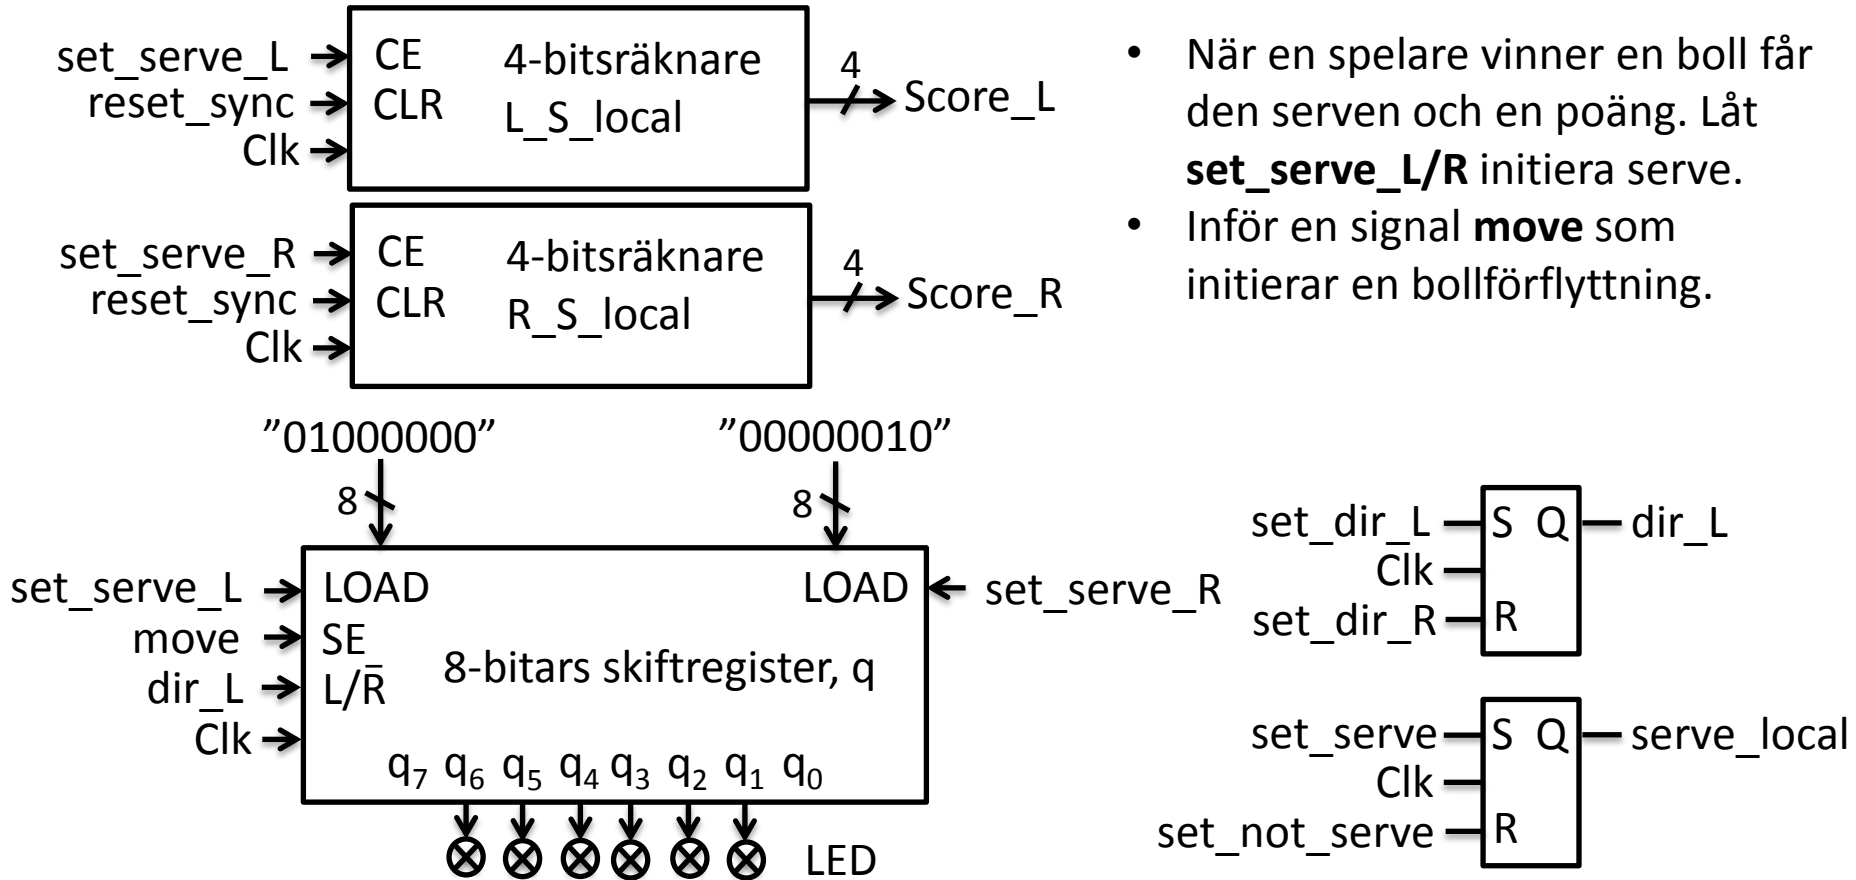 set_serve_L
reset_sync
Clk
CE
CLR
4-bitsräknare
L_S_local
4
Score_L
set_serve_R
reset_sync
Clk
CE
CLR
4-bitsräknare
R_S_local
4
Score_R
• När en spelare vinner en boll får
den serven och en poäng. Låt
set_serve_L/R initiera serve.
• Inför en signal move som
initierar en bollförflyttning.
”01000000”
”00000010”
8
8
set_serve_L
move
dir_L
Clk
LOAD
SE
L/R̅
LOAD
set_serve_R
8-bitars skiftregister, q
q₇ q₆ q₅ q₄ q₃ q₂ q₁ q₀
LED
set_dir_L
Clk
set_dir_R
S Q
R
dir_L
set_serve
Clk
set_not_serve
S Q
R
serve_local